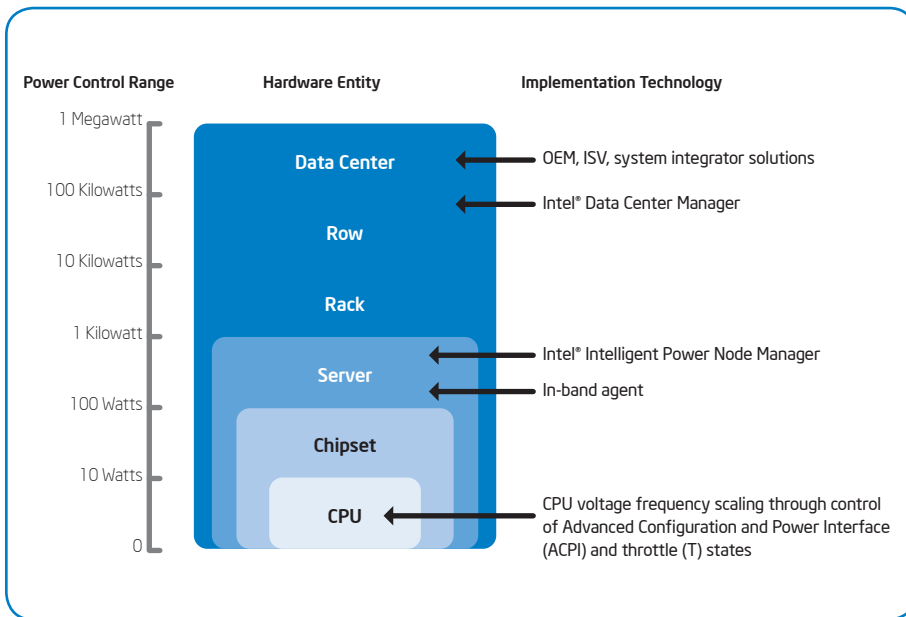 Power Control Range
Hardware Entity
Implementation Technology
1 Megawatt
Data Center
OEM, ISV, system integrator solutions
100 Kilowatts
Intel® Data Center Manager
Row
10 Kilowatts
Rack
1 Kilowatt
Intel® Intelligent Power Node Manager
Server
In-band agent
100 Watts
Chipset
10 Watts
CPU
CPU voltage frequency scaling through control
of Advanced Configuration and Power Interface
(ACPI) and throttle (T) states
0